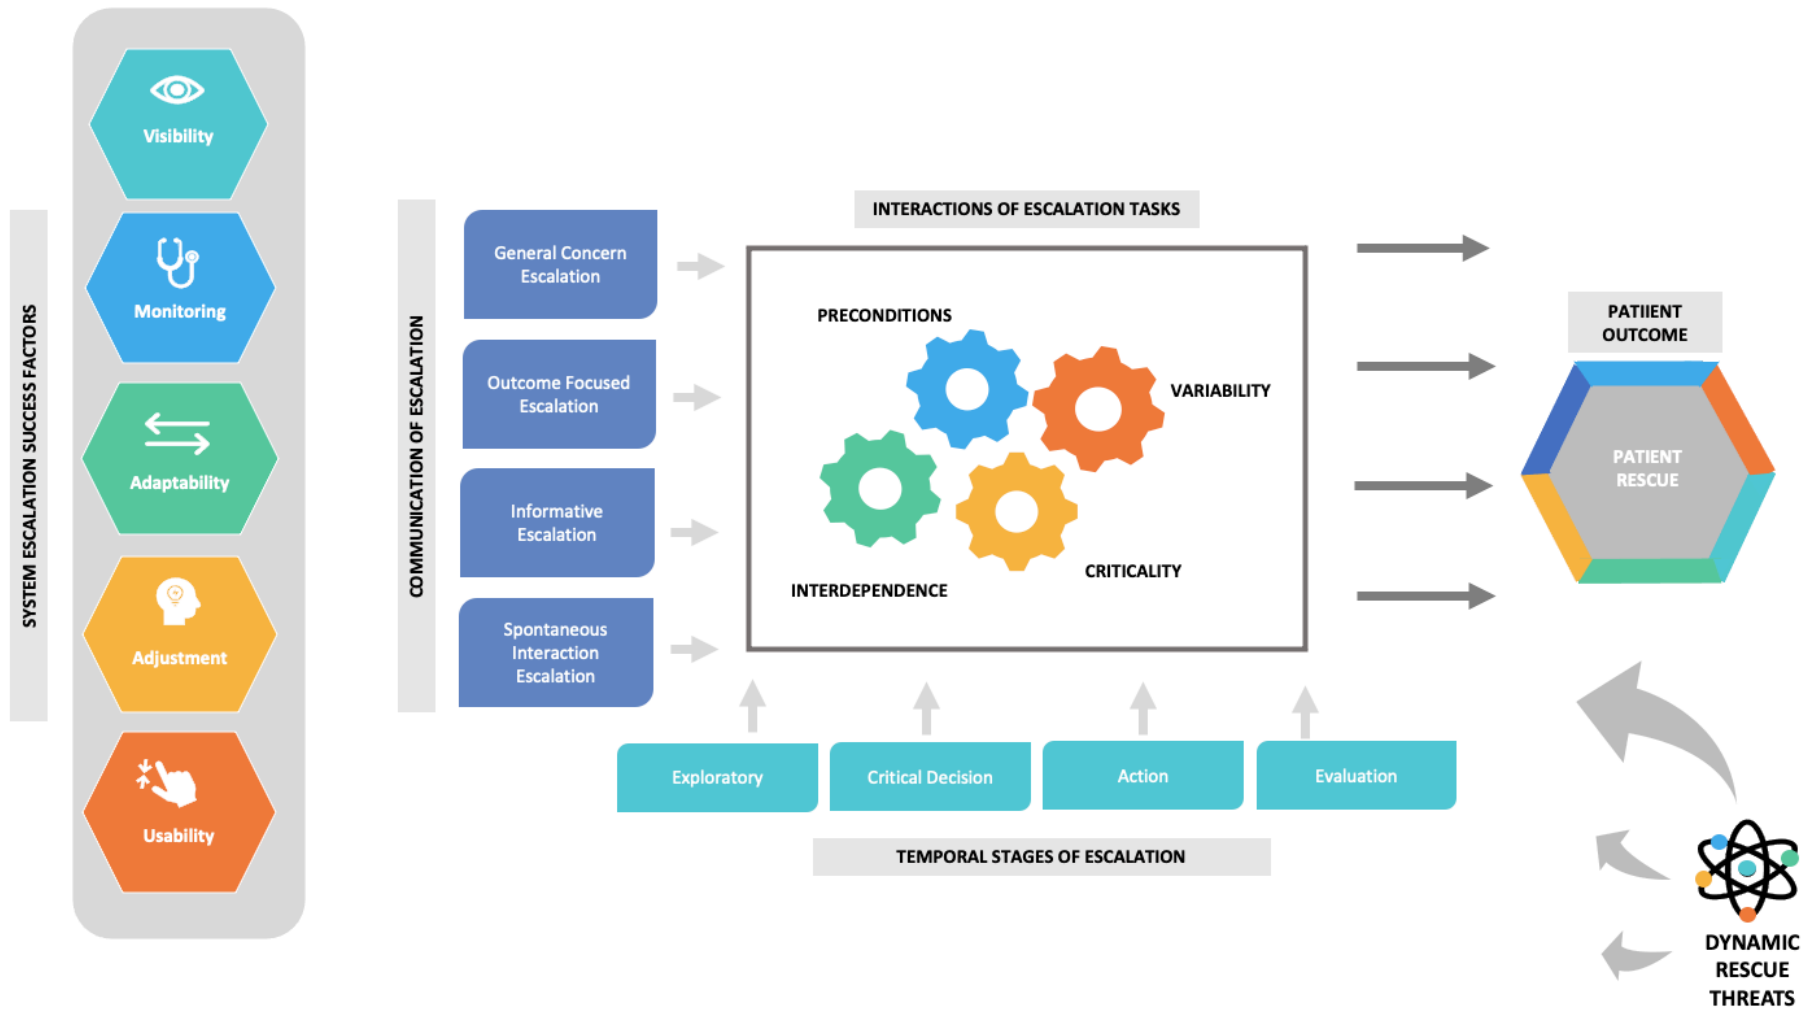 SYSTEM ESCALATION SUCCESS FACTORS
Visibility
Monitoring
Adaptability
Adjustment
Usability
COMMUNICATION OF ESCALATION
General Concern
Escalation
Outcome Focused
Escalation
Informative
Escalation
Spontaneous
Interaction
Escalation
INTERACTIONS OF ESCALATION TASKS
PRECONDITIONS
VARIABILITY
CRITICALITY
INTERDEPENDENCE
Exploratory
Critical Decision
Action
Evaluation
TEMPORAL STAGES OF ESCALATION
PATIIENT
OUTCOME
PATIENT
RESCUE
DYNAMIC
RESCUE
THREATS